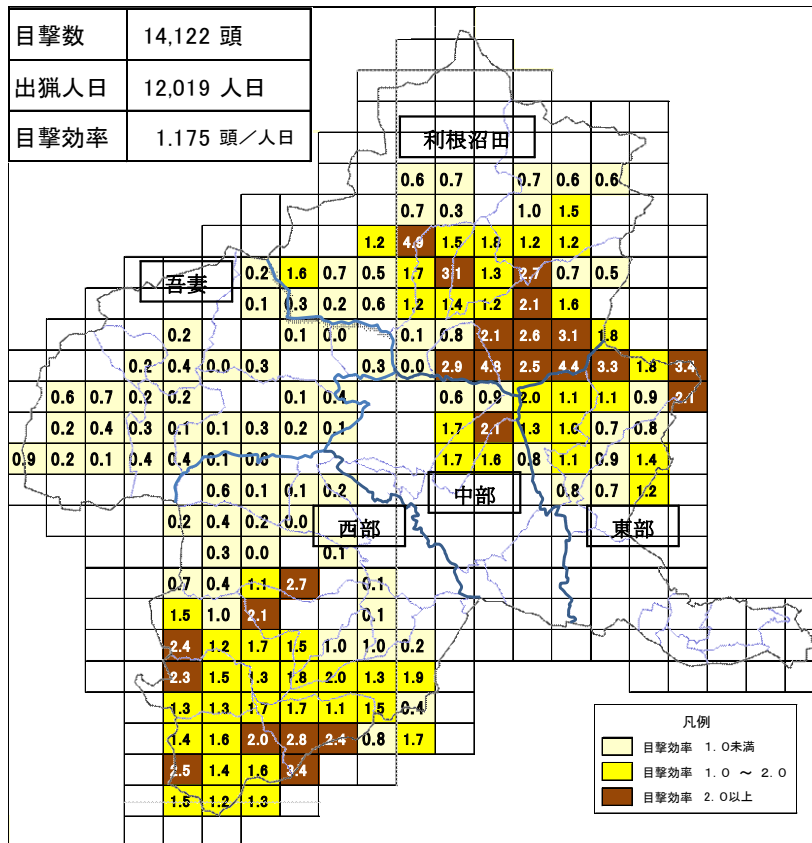 目撃数 14,122 頭
出猟人日 12,019 人日
目撃効率 1.175 頭／人日
利根沼田
0.6 0.7 0.7 0.6 0.6
0.7 0.3 1.0 1.5
1.2 4.9 1.5 1.8 1.2 1.2
吾妻
0.2 1.6 0.7 0.5 1.7 3.1 1.3 2.7 0.7 0.5
0.1 0.3 0.2 0.6 1.2 1.4 1.2 2.1 1.6
0.2 0.1 0.0 0.1 0.8 2.1 2.6 3.1 1.8
0.2 0.4 0.0 0.3 0.3 0.0 2.9 4.8 2.5 4.4 3.3 1.8 3.4
0.6 0.7 0.2 0.2 0.1 0.4 0.6 0.9 2.0 1.1 1.1 0.9 2.1
0.2 0.4 0.3 0.1 0.1 0.3 0.2 0.1 1.7 2.1 1.3 1.0 0.7 0.8
0.9 0.2 0.1 0.4 0.4 0.1 0.6 1.7 1.6 0.8 1.1 0.9 1.4
0.6 0.1 0.1 0.2 中部 0.8 0.7 1.2
0.2 0.4 0.2 0.0 西部 東部
0.3 0.0 0.1
0.7 0.4 1.1 2.7 0.1
1.5 1.0 2.1 0.1
2.4 1.2 1.7 1.5 1.0 1.0 0.2
2.3 1.5 1.3 1.8 2.0 1.3 1.9
1.3 1.3 1.7 1.7 1.1 1.5 0.4
1.4 1.6 2.0 2.8 2.4 0.8 1.7
2.5 1.4 1.6 3.4
1.5 1.2 1.3
凡例
目撃効率 1．0未満
目撃効率 1．0 ～ 2．0
目撃効率 2．0以上